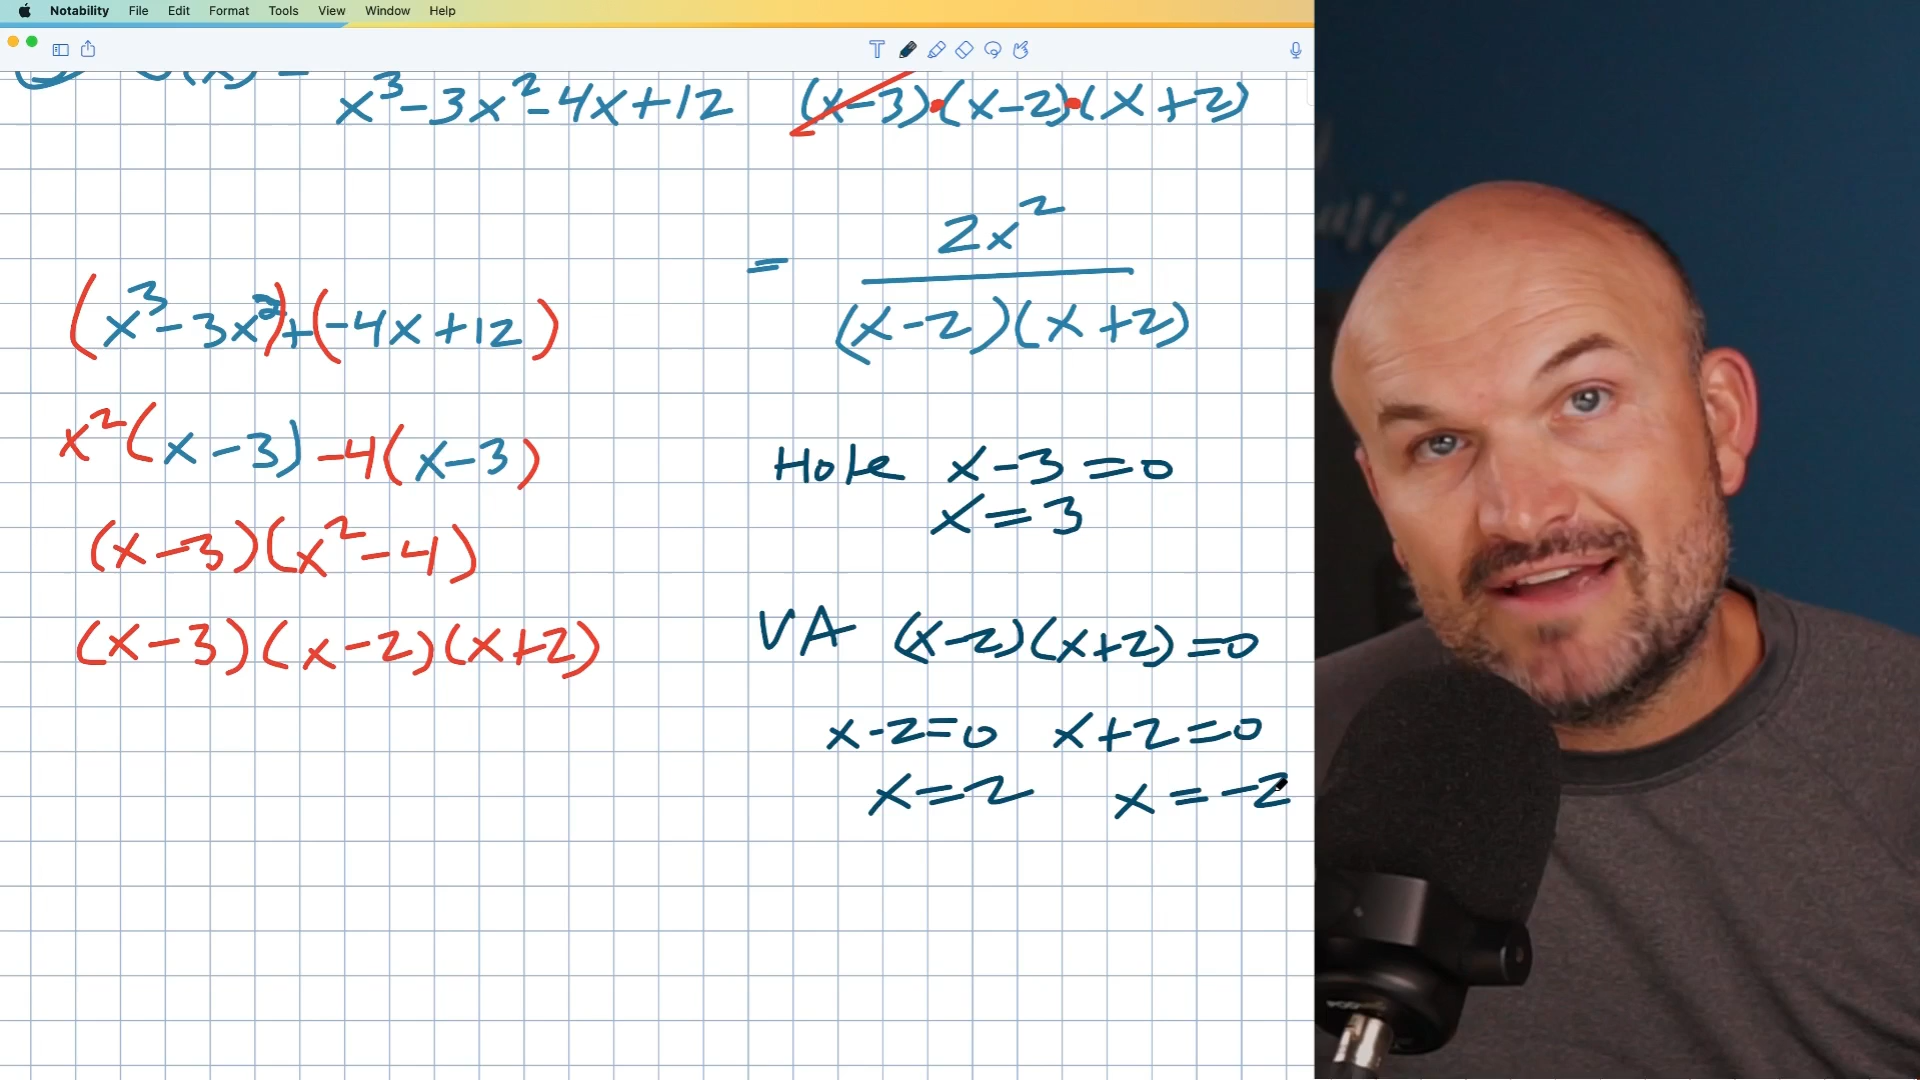 Notability File Edit Format Tools View Window Help
x³-3x²-4x+12 (x-3)·(x-2)·(x+2)
= 2x²
(x-2)(x+2)
(x³-3x²)+(-4x+12)
x²(x-3)-4(x-3)
(x-3)(x²-4)
(x-3)(x-2)(x+2)
Hole x-3=0
x=3
VA (x-2)(x+2)=0
x-2=0 x+2=0
x=2 x=-2